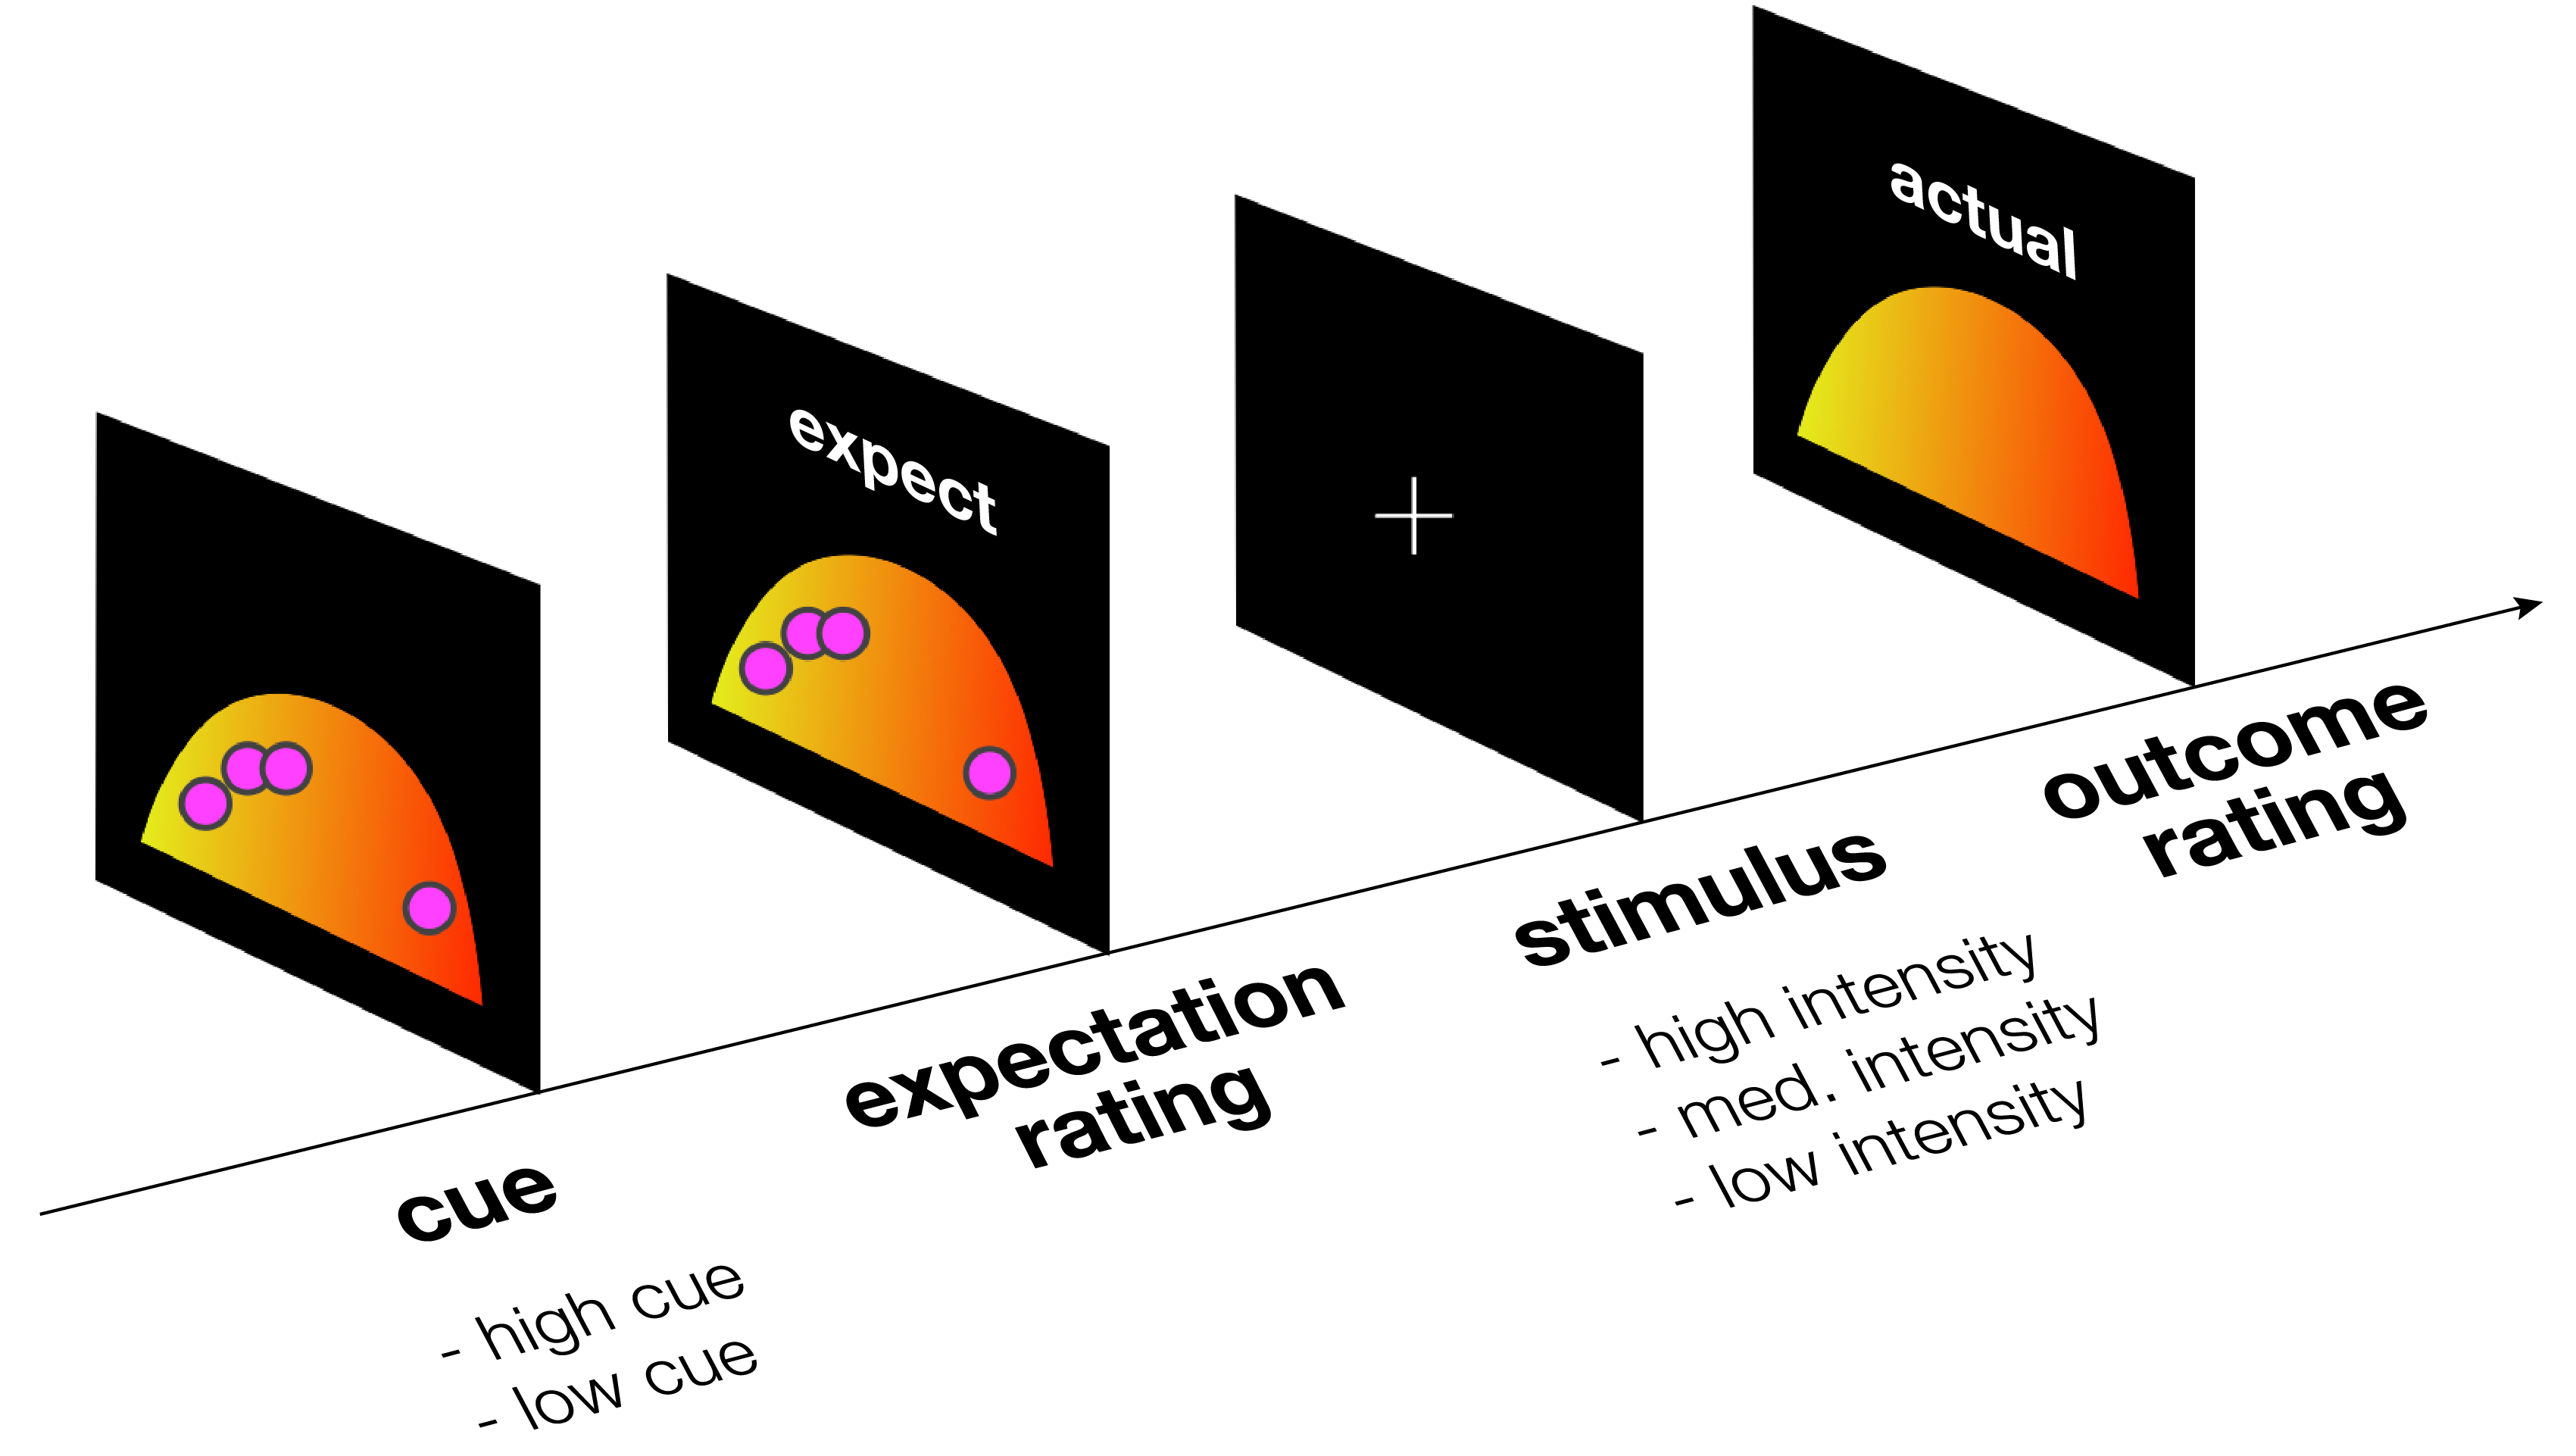 expect
actual
cue
- high cue
- low cue
expectation
rating
stimulus
- high intensity
- med. intensity
- low intensity
outcome
rating